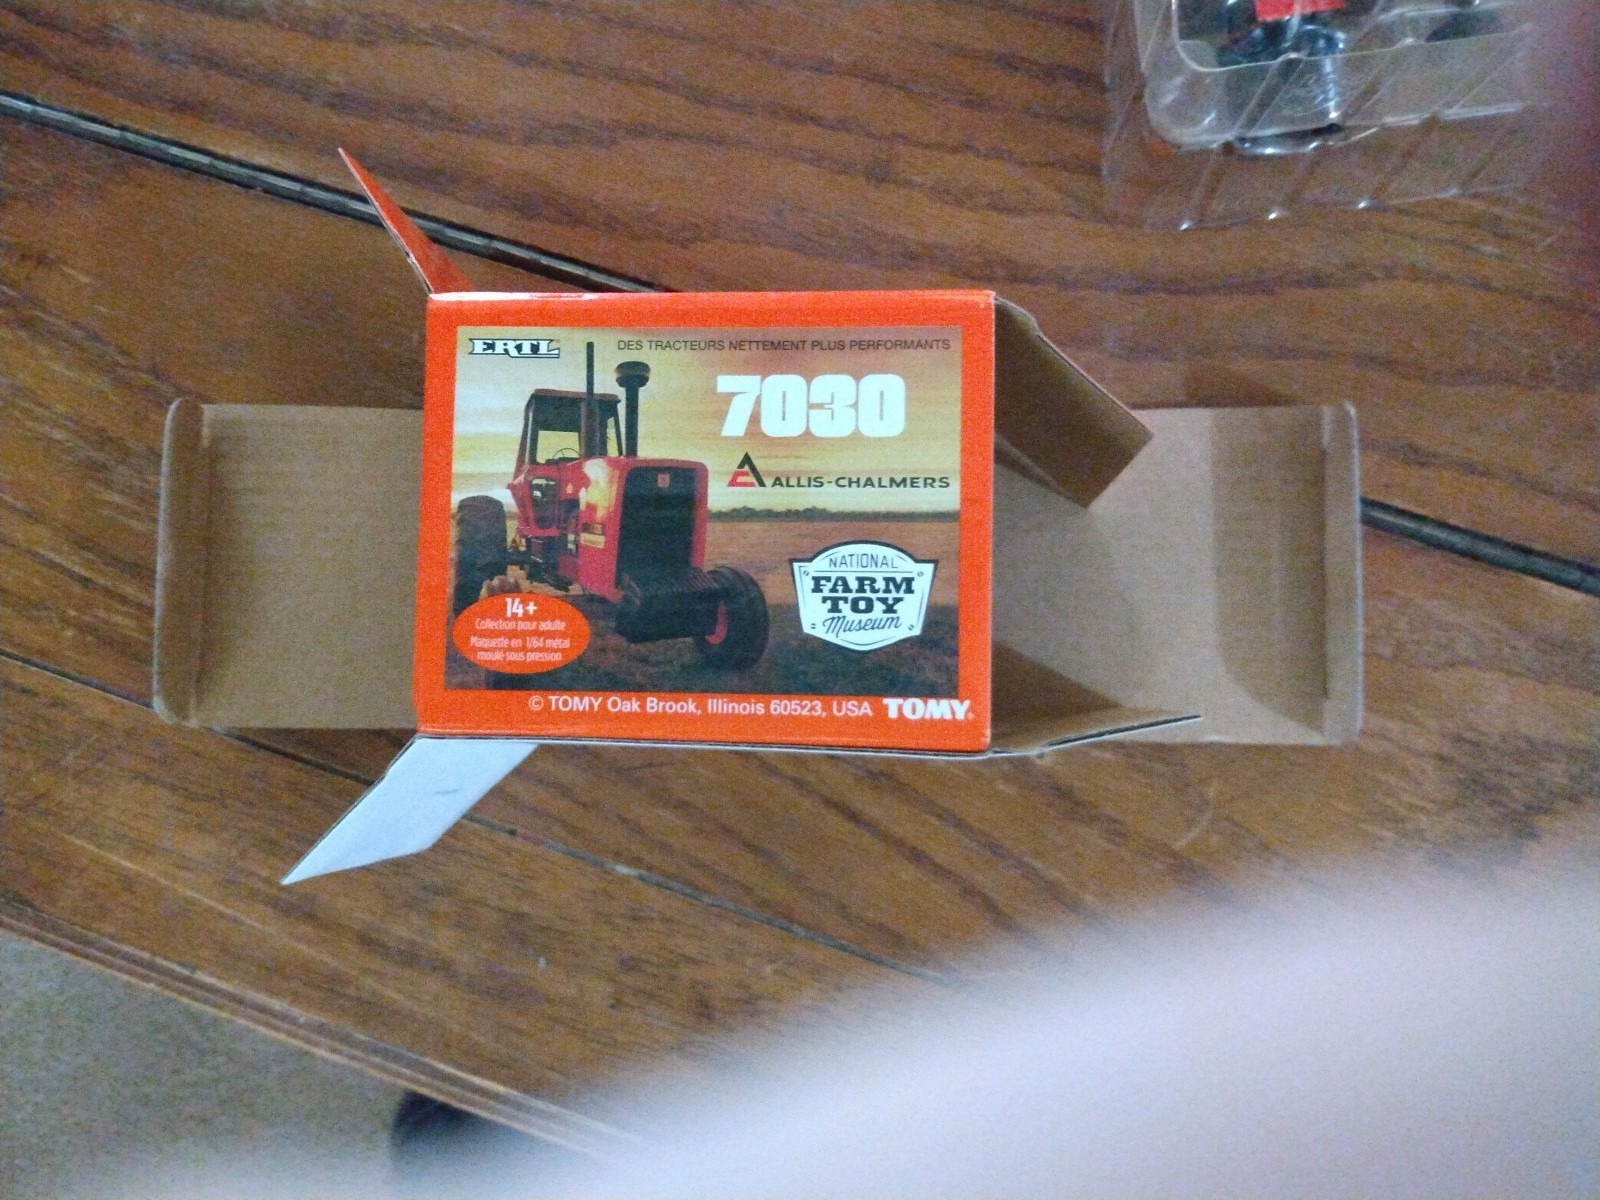 ERTL
DES TRACTEURS NETTEMENT PLUS PERFORMANTS
7030
ALLIS-CHALMERS
NATIONAL
FARM
TOY
Museum
14+
Collection pour adulte
Maquette en 1/64 métal
moulé sous pression
© TOMY Oak Brook, Illinois 60523, USA TOMY